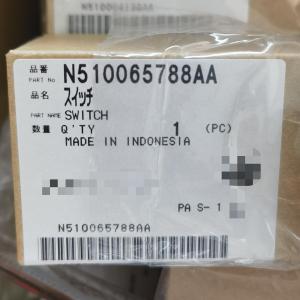 品番 N510065788AA
PART NO
品名 スイッチ
PART NAME SWITCH
数量 Q'TY 1 (PC)
MADE IN INDONESIA
PA S- 1
N510065788AA